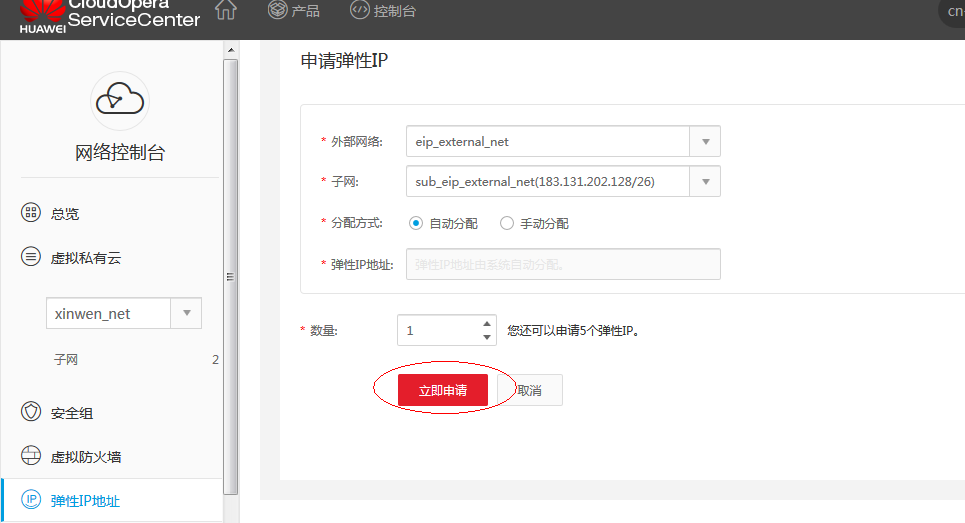 CloudOpera
HUAWEI ServiceCenter
产品
控制台
cn
网络控制台
总览
虚拟私有云
xinwen_net
子网 2
安全组
虚拟防火墙
IP 弹性IP地址
申请弹性IP
* 外部网络: eip_external_net
* 子网: sub_eip_external_net(183.131.202.128/26)
* 分配方式: 自动分配 手动分配
* 弹性IP地址: 弹性IP地址由系统自动分配。
* 数量: 1 您还可以申请5个弹性IP。
立即申请 取消